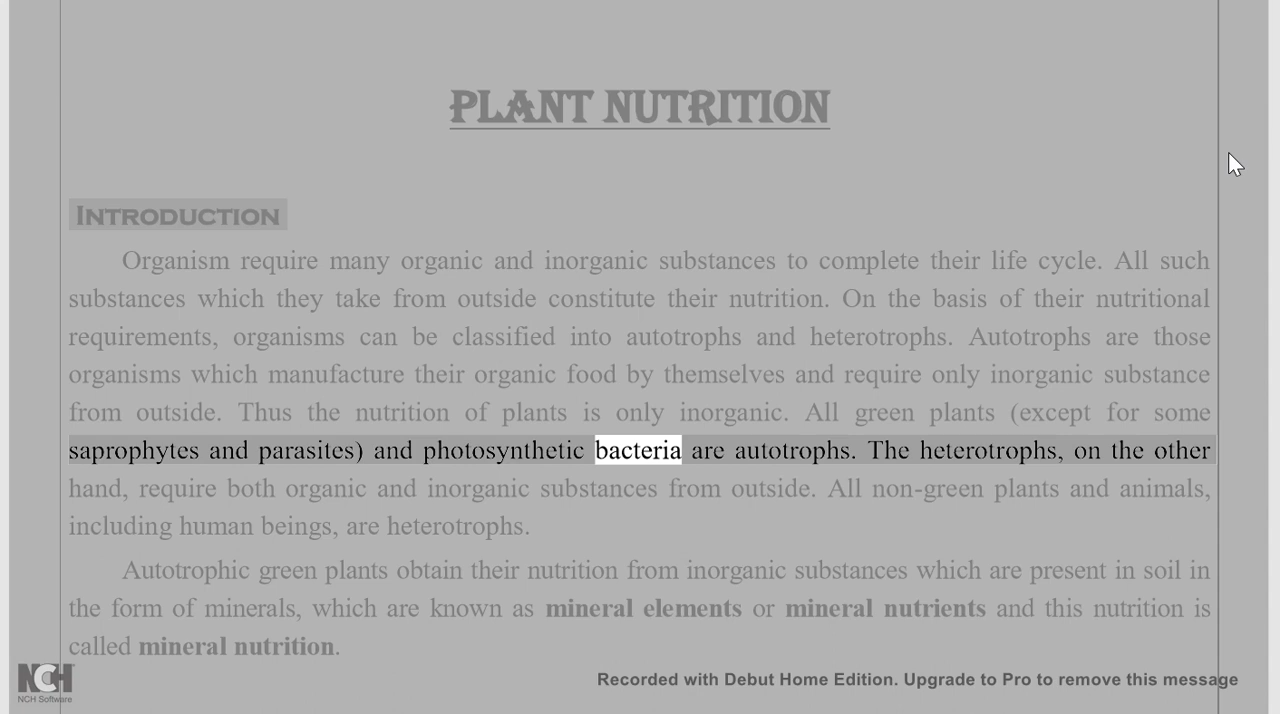 PLANT NUTRITION
INTRODUCTION
Organism require many organic and inorganic substances to complete their life cycle. All such
substances which they take from outside constitute their nutrition. On the basis of their nutritional
requirements, organisms can be classified into autotrophs and heterotrophs. Autotrophs are those
organisms which manufacture their organic food by themselves and require only inorganic substance
from outside. Thus the nutrition of plants is only inorganic. All green plants (except for some
saprophytes and parasites) and photosynthetic bacteria are autotrophs. The heterotrophs, on the other
hand, require both organic and inorganic substances from outside. All non-green plants and animals,
including human beings, are heterotrophs.
Autotrophic green plants obtain their nutrition from inorganic substances which are present in soil in
the form of minerals, which are known as mineral elements or mineral nutrients and this nutrition is
called mineral nutrition.
NCH
NCH Software
Recorded with Debut Home Edition. Upgrade to Pro to remove this message